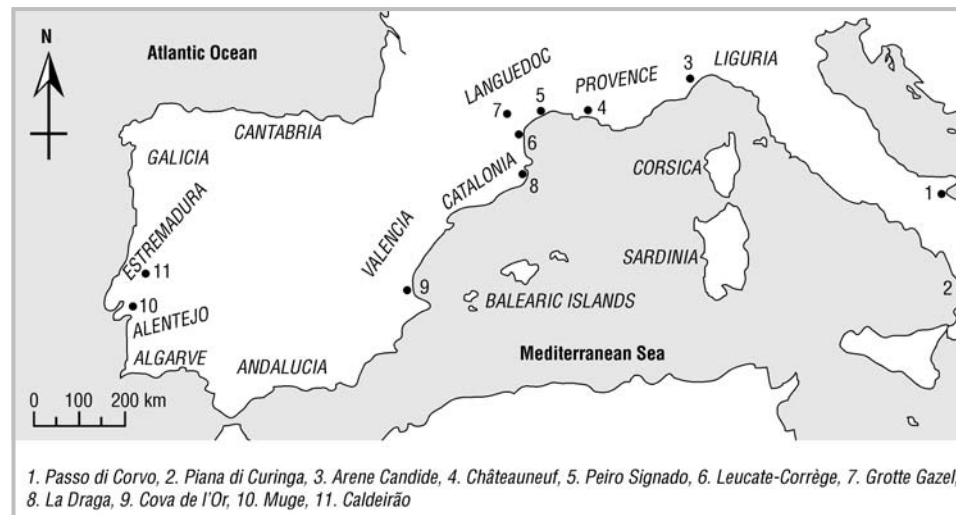 N
Atlantic Ocean
LANGUEDOC
PROVENCE
LIGURIA
3
5
4
7
6
CANTABRIA
GALICIA
CATALONIA
8
CORSICA
1
ESTREMADURA
VALENCIA
SARDINIA
11
9
2
10
BALEARIC ISLANDS
ALENTEJO
ALGARVE
ANDALUCIA
Mediterranean Sea
0 100 200 km
1. Passo di Corvo, 2. Piana di Curinga, 3. Arene Candide, 4. Châteauneuf, 5. Peiro Signado, 6. Leucate-Corrège, 7. Grotte Gazel,
8. La Draga, 9. Cova de l'Or, 10. Muge, 11. Caldeirão